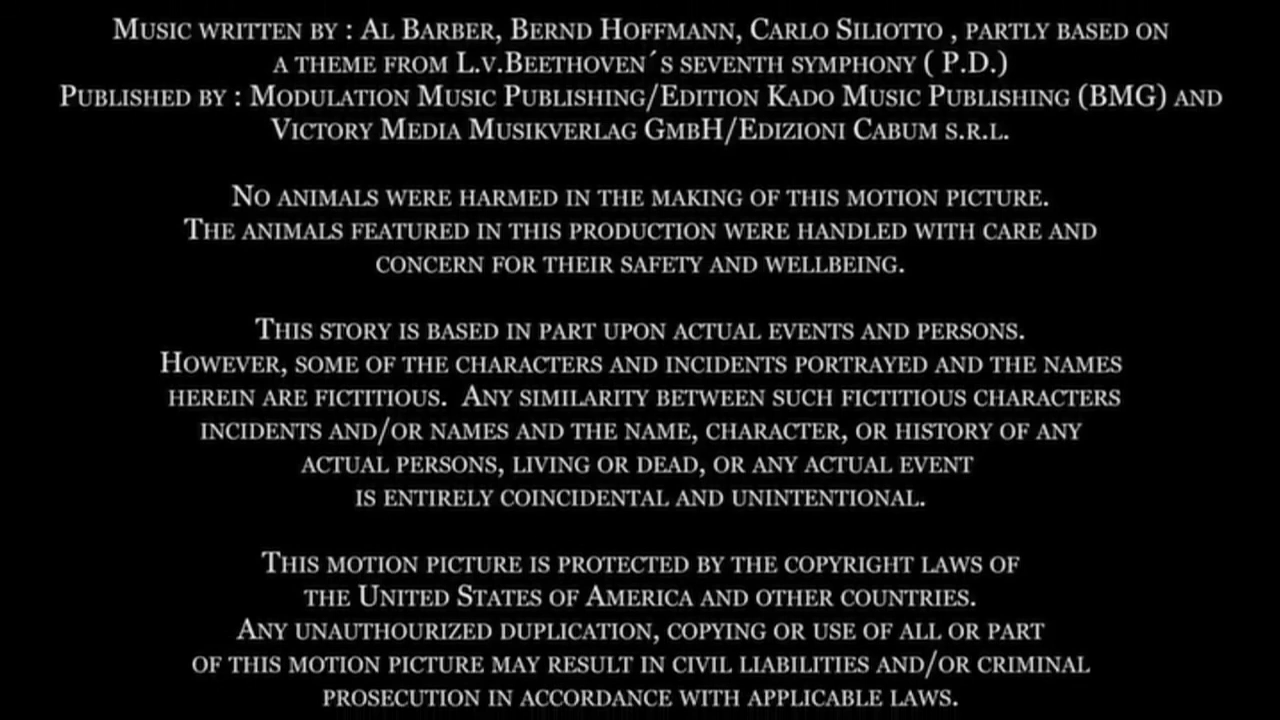 Music written by : Al Barber, Bernd Hoffmann, Carlo Siliotto , partly based on
a theme from L.v.Beethoven´s seventh symphony ( P.D.)
Published by : Modulation Music Publishing/Edition Kado Music Publishing (BMG) and
Victory Media Musikverlag GmbH/Edizioni Cabum s.r.l.
No animals were harmed in the making of this motion picture.
The animals featured in this production were handled with care and
concern for their safety and wellbeing.
This story is based in part upon actual events and persons.
However, some of the characters and incidents portrayed and the names
herein are fictitious.  Any similarity between such fictitious characters
incidents and/or names and the name, character, or history of any
actual persons, living or dead, or any actual event
is entirely coincidental and unintentional.
This motion picture is protected by the copyright laws of
the United States of America and other countries.
Any unauthourized duplication, copying or use of all or part
of this motion picture may result in civil liabilities and/or criminal
prosecution in accordance with applicable laws.